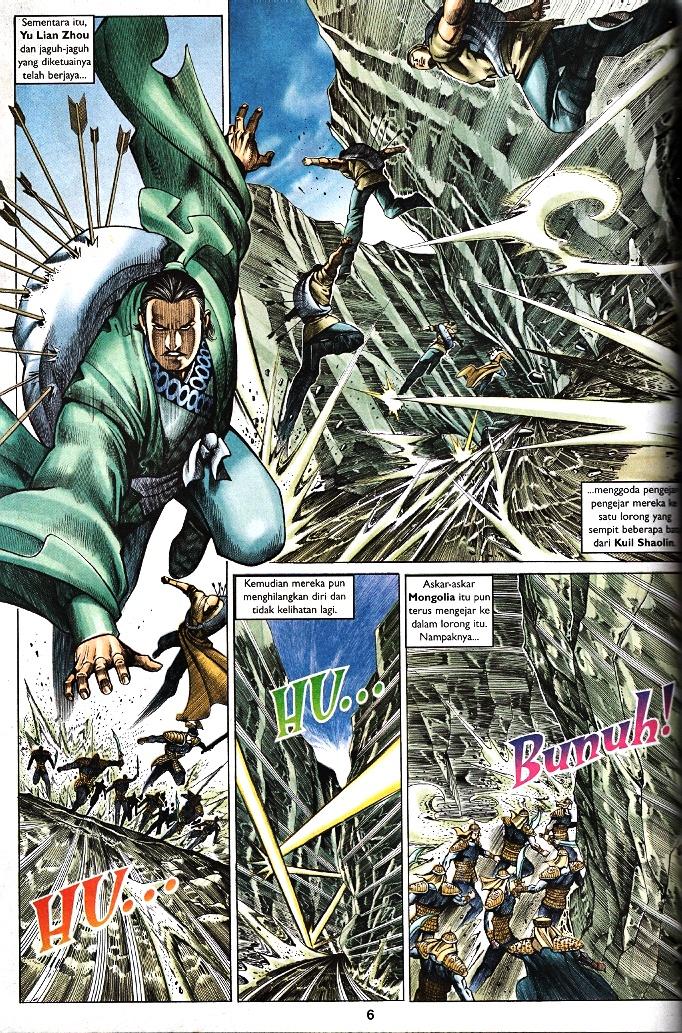 Sementara itu,
Yu Lian Zhou
dan jaguh-jaguh
yang diketuainya
telah berjaya...
...menggoda pengejar
pengejar mereka ke
satu lorong yang
sempit beberapa
dari Kuil Shaolin.
HU...
Kemudian mereka pun
menghilangkan diri dan
tidak kelihatan lagi.
HU...
Askar-askar
Mongolia itu pun
terus mengejar ke
dalam lorong itu.
Nampaknya...
Bunuh!
6